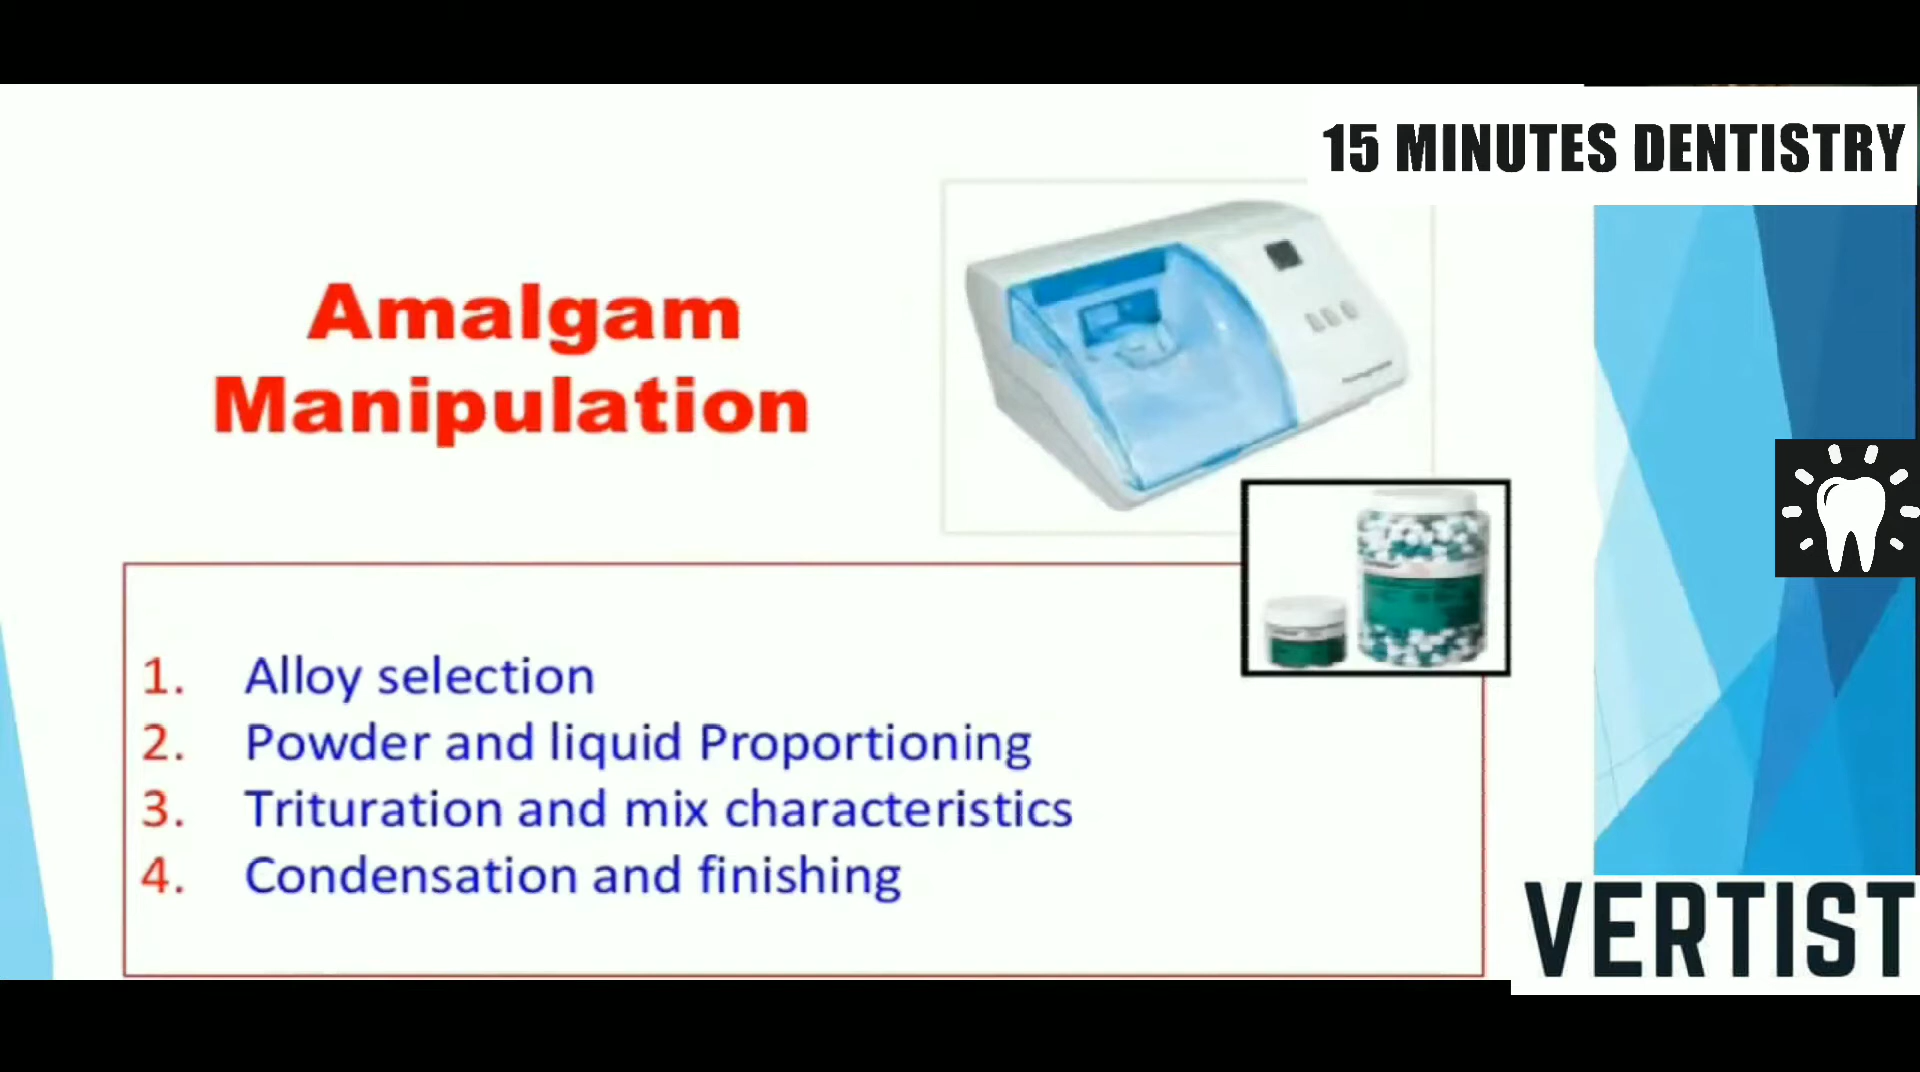 15 MINUTES DENTISTRY
Amalgam
Manipulation
1. Alloy selection
2. Powder and liquid Proportioning
3. Trituration and mix characteristics
4. Condensation and finishing
VERTIST